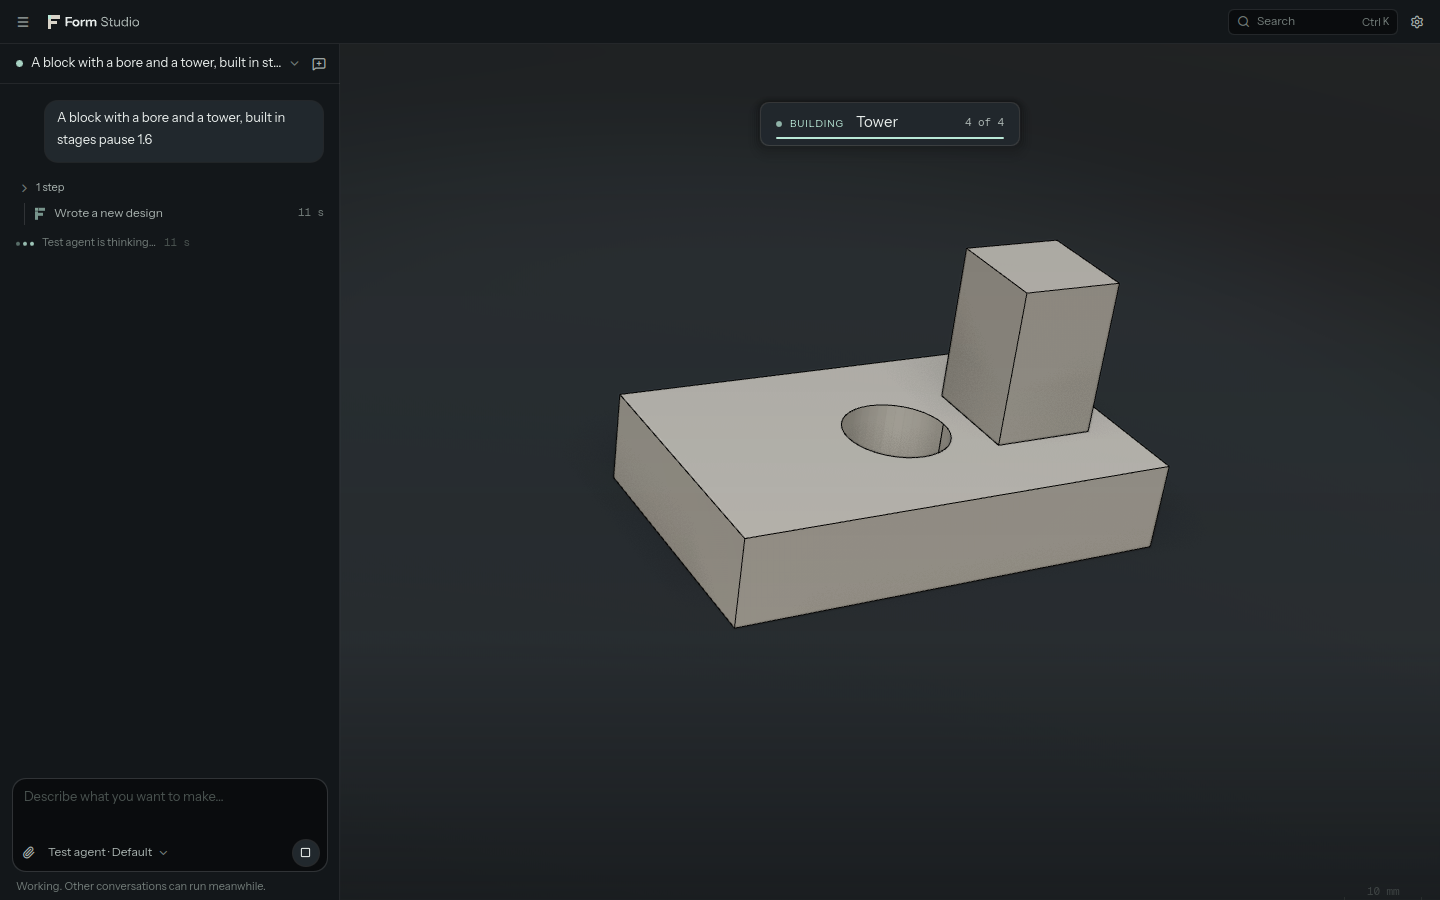 Form Studio
Search
Ctrl K
A block with a bore and a tower, built in st...
A block with a bore and a tower, built in
stages pause 1.6
1 step
Wrote a new design
11 s
Test agent is thinking...
11 s
BUILDING
Tower
4 of 4
Describe what you want to make...
Test agent · Default
Working. Other conversations can run meanwhile.
10 mm